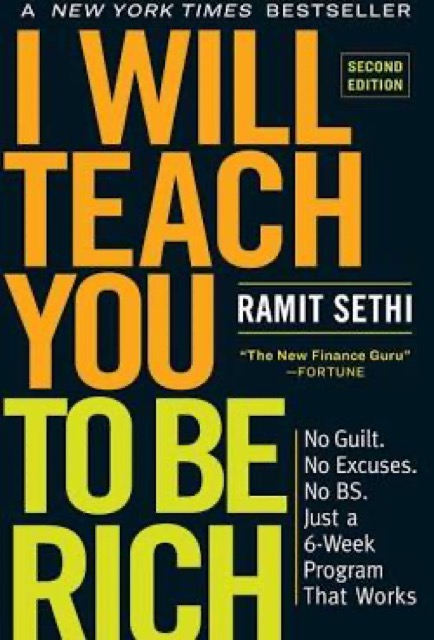 A NEW YORK TIMES BESTSELLER
I WILL
SECOND
EDITION
TEACH
YOU
RAMIT SETHI
"The New Finance Guru"
—FORTUNE
TO BE
RICH
No Guilt.
No Excuses.
No BS.
Just a
6-Week
Program
That Works